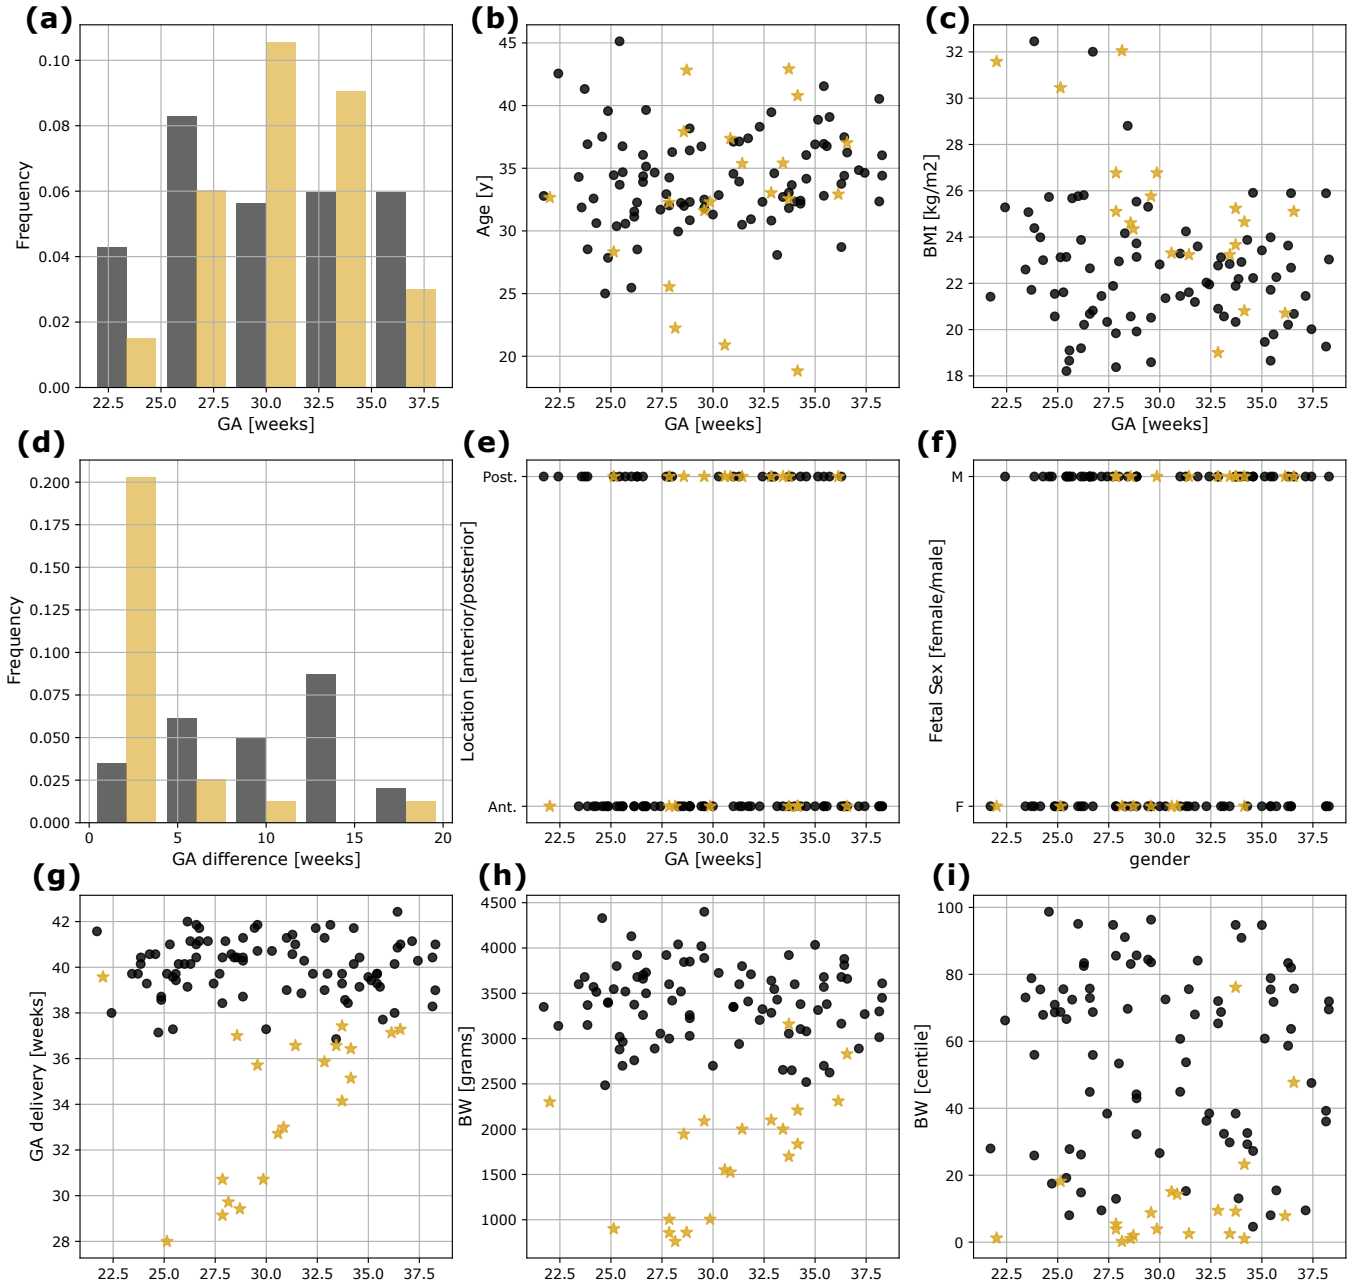 (a)
Frequency
0.10
0.08
0.06
0.04
0.02
0.00
22.5 25.0 27.5 30.0 32.5 35.0 37.5
GA [weeks]
(b)
Age [y]
45
40
35
30
25
20
22.5 25.0 27.5 30.0 32.5 35.0 37.5
GA [weeks]
(c)
BMI [kg/m2]
32
30
28
26
24
22
20
18
22.5 25.0 27.5 30.0 32.5 35.0 37.5
GA [weeks]
(d)
Frequency
0.200
0.175
0.150
0.125
0.100
0.075
0.050
0.025
0.000
0 5 10 15 20
GA difference [weeks]
(e)
Location [anterior/posterior]
Post.
Ant.
22.5 25.0 27.5 30.0 32.5 35.0 37.5
GA [weeks]
(f)
Fetal Sex [female/male]
M
F
22.5 25.0 27.5 30.0 32.5 35.0 37.5
gender
(g)
GA delivery [weeks]
42
40
38
36
34
32
30
28
22.5 25.0 27.5 30.0 32.5 35.0 37.5
(h)
BW [grams]
4500
4000
3500
3000
2500
2000
1500
1000
22.5 25.0 27.5 30.0 32.5 35.0 37.5
(i)
BW [centile]
100
80
60
40
20
0
22.5 25.0 27.5 30.0 32.5 35.0 37.5